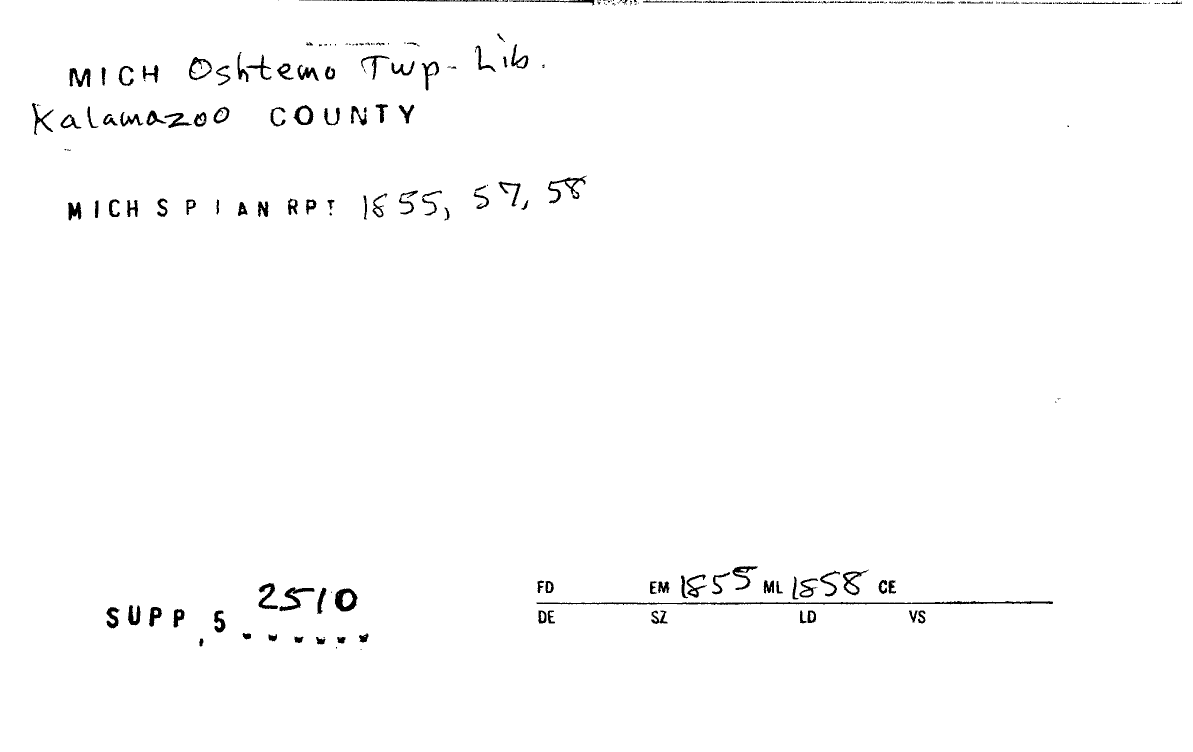 MICH Oshtemo Twp- Lib.
Kalamazoo COUNTY
MICH S P I AN RPT 1855, 57, 58
2510
SUPP, 5 . . . . . .
FD EM 1855 ML 1858 CE
DE SZ LD VS